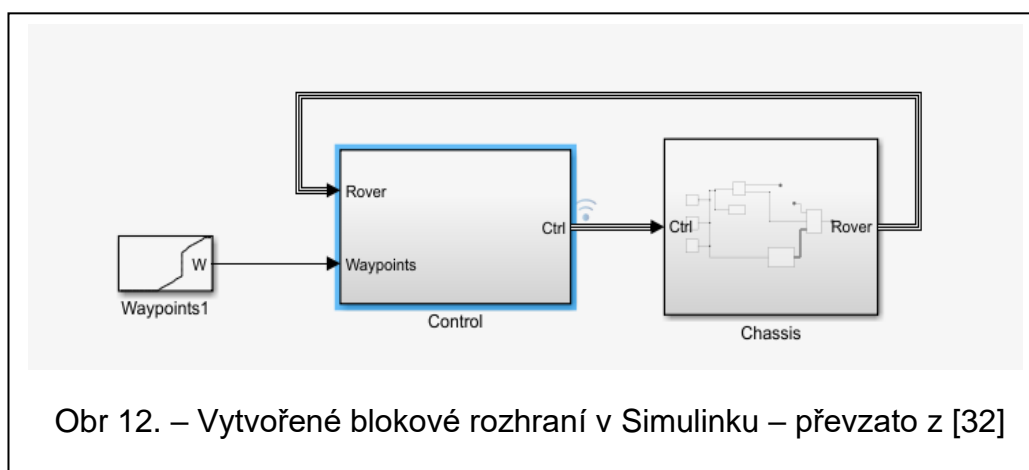 Rover
Ctrl
Waypoints
W
Waypoints1
Control
Ctrl
Rover
Chassis
Obr 12. – Vytvořené blokové rozhraní v Simulinku – převzato z [32]